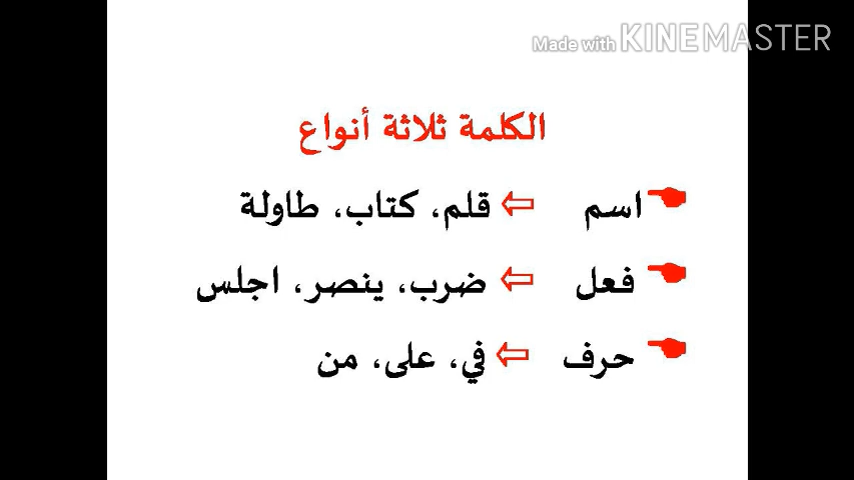 Made with KINEMASTER
الكلمة ثلاثة أنواع
اسم ⇦ قلم، كتاب، طاولة
فعل ⇦ ضرب، ينصر، اجلس
حرف ⇦ في، على، من